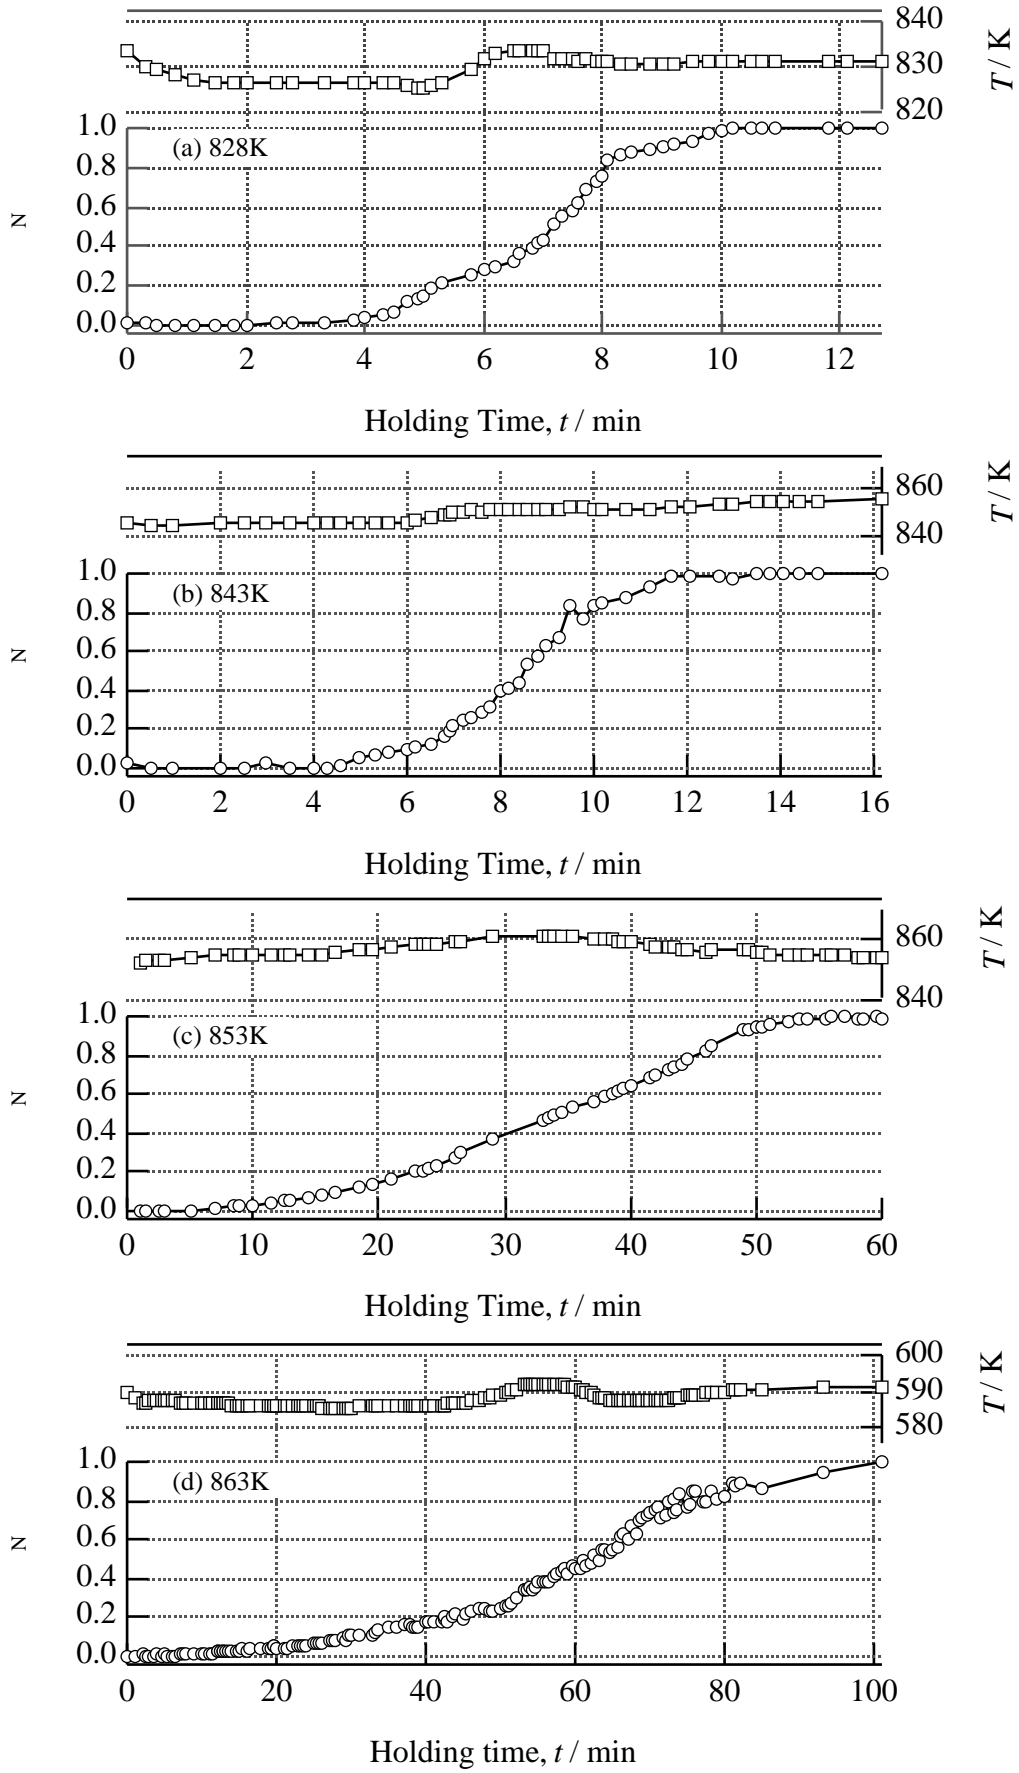 840
830
820
T / K
1.0
0.8
0.6
0.4
0.2
0.0
N
(a) 828K
0 2 4 6 8 10 12
Holding Time, t / min
860
840
T / K
1.0
0.8
0.6
0.4
0.2
0.0
N
(b) 843K
0 2 4 6 8 10 12 14 16
Holding Time, t / min
860
840
T / K
1.0
0.8
0.6
0.4
0.2
0.0
N
(c) 853K
0 10 20 30 40 50 60
Holding Time, t / min
600
590
580
T / K
1.0
0.8
0.6
0.4
0.2
0.0
N
(d) 863K
0 20 40 60 80 100
Holding time, t / min